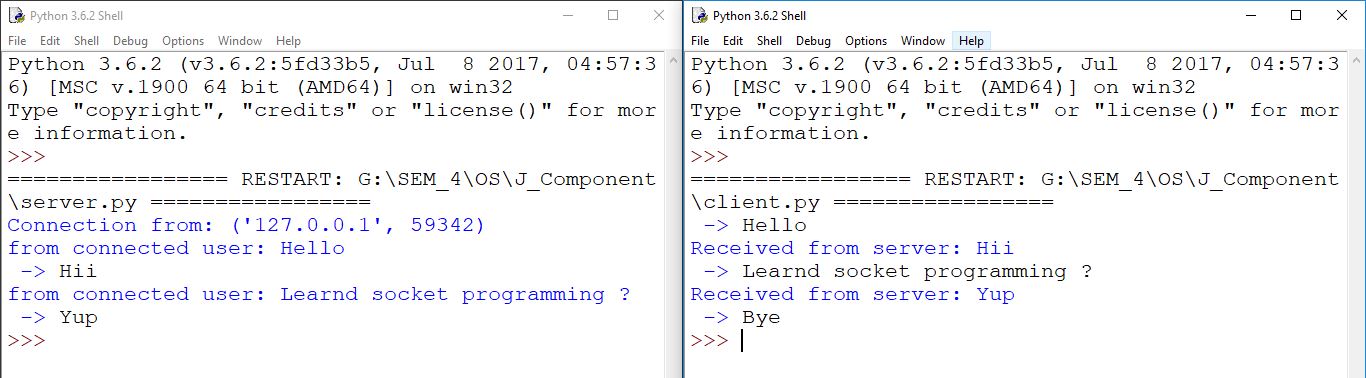 Python 3.6.2 Shell
File Edit Shell Debug Options Window Help
Python 3.6.2 (v3.6.2:5fd33b5, Jul  8 2017, 04:57:3
6) [MSC v.1900 64 bit (AMD64)] on win32
Type "copyright", "credits" or "license()" for mor
e information.
>>>
================= RESTART: G:\SEM_4\OS\J_Component
\server.py =================
Connection from: ('127.0.0.1', 59342)
from connected user: Hello
 -> Hii
from connected user: Learnd socket programming ?
 -> Yup
>>>
Python 3.6.2 Shell
File Edit Shell Debug Options Window Help
Python 3.6.2 (v3.6.2:5fd33b5, Jul  8 2017, 04:57:3
6) [MSC v.1900 64 bit (AMD64)] on win32
Type "copyright", "credits" or "license()" for mor
e information.
>>>
================= RESTART: G:\SEM_4\OS\J_Component
\client.py =================
 -> Hello
Received from server: Hii
 -> Learnd socket programming ?
Received from server: Yup
 -> Bye
>>>